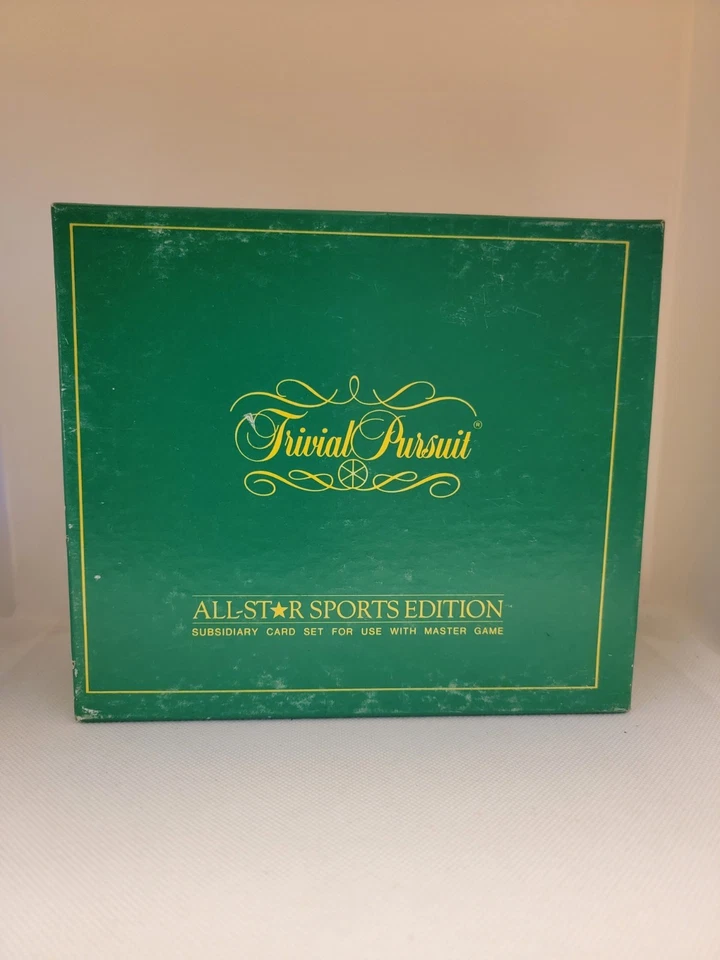 Trivial Pursuit®
ALL-ST★R SPORTS EDITION
SUBSIDIARY CARD SET FOR USE WITH MASTER GAME